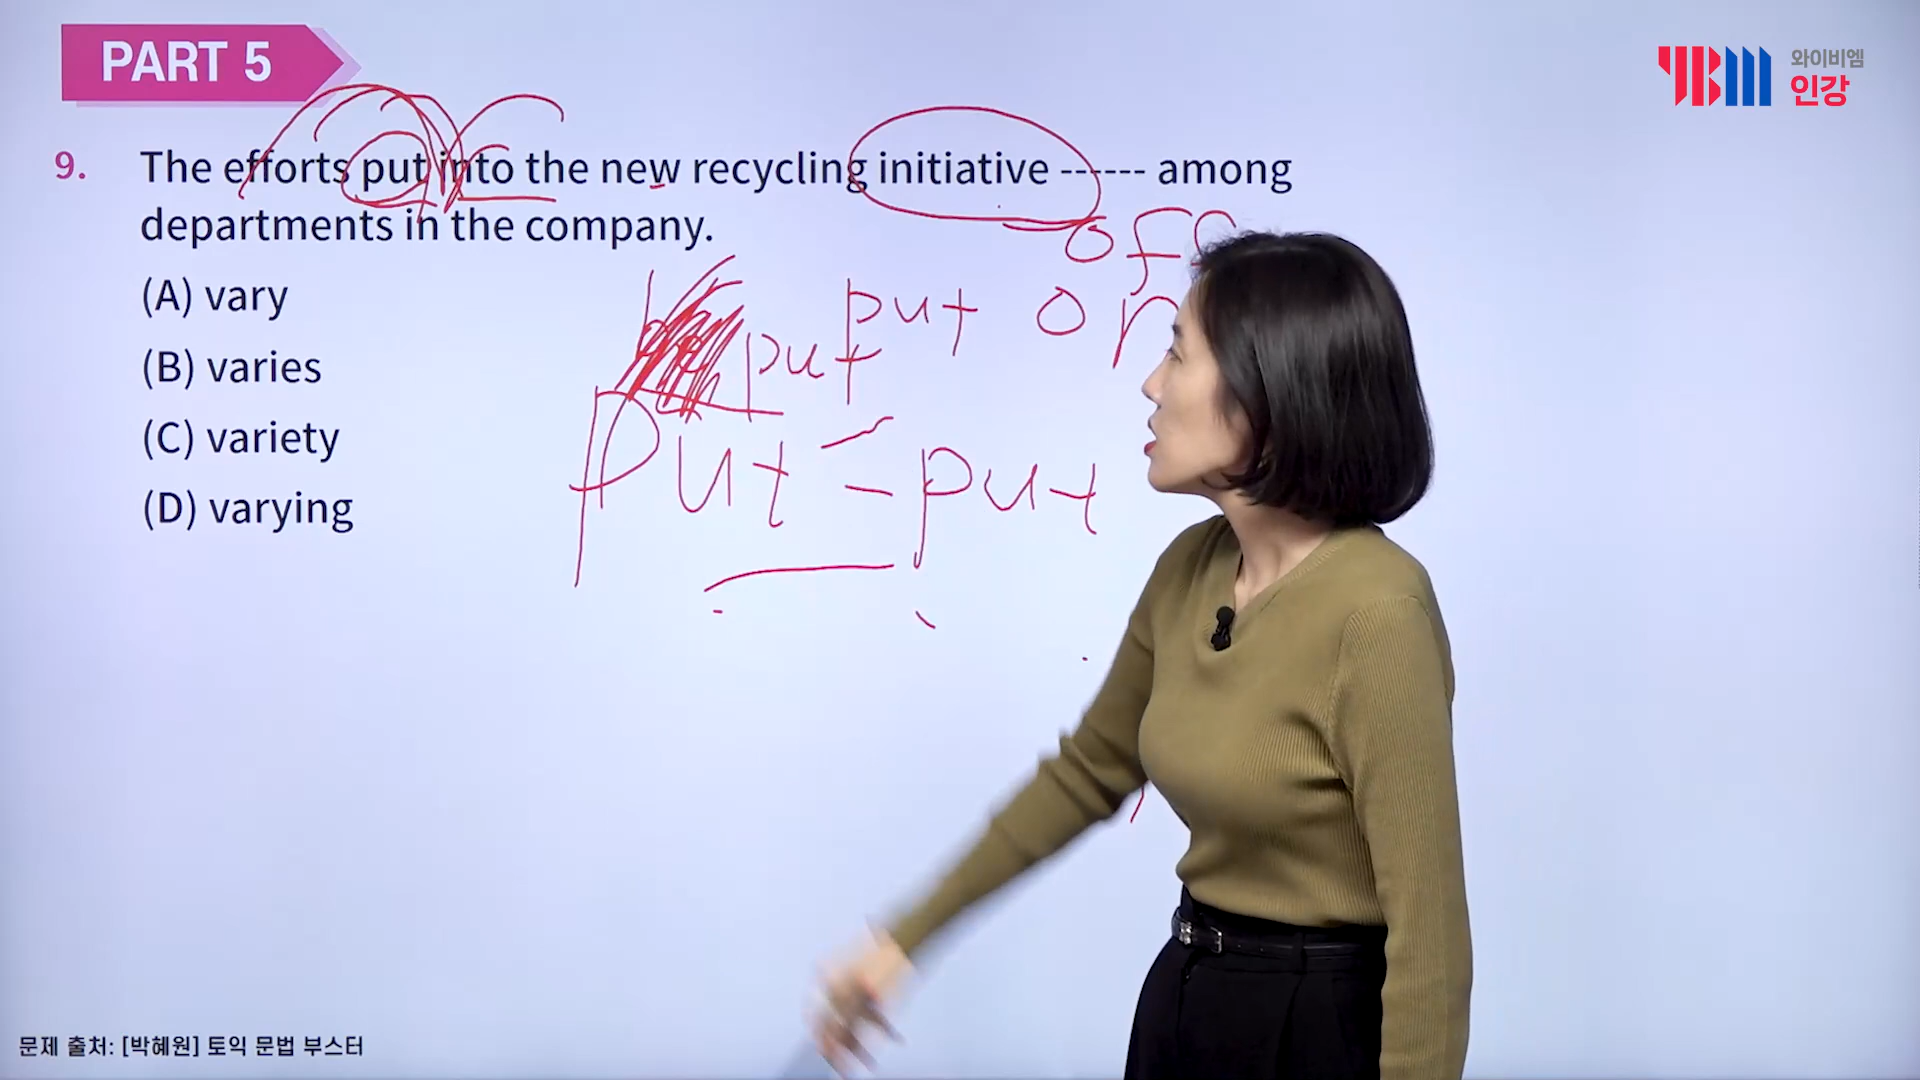 PART 5
YBM 와이비엠
인강
9. The efforts put into the new recycling initiative ------ among
departments in the company.
off
(A) vary
put on
(B) varies
put
(C) variety
put - put
(D) varying
문제 출처: [박혜원] 토익 문법 부스터